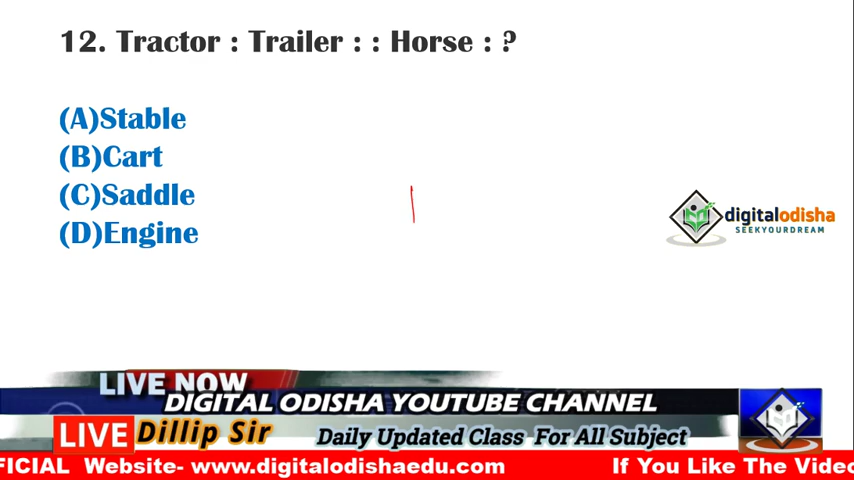 12. Tractor : Trailer : : Horse : ?
(A)Stable
(B)Cart
(C)Saddle
(D)Engine
digitalodisha
SEEKYOURDREAM
LIVE NOW
DIGITAL ODISHA YOUTUBE CHANNEL
LIVE Dillip Sir Daily Updated Class For All Subject
FICIAL Website- www.digitalodishaedu.com If You Like The Video